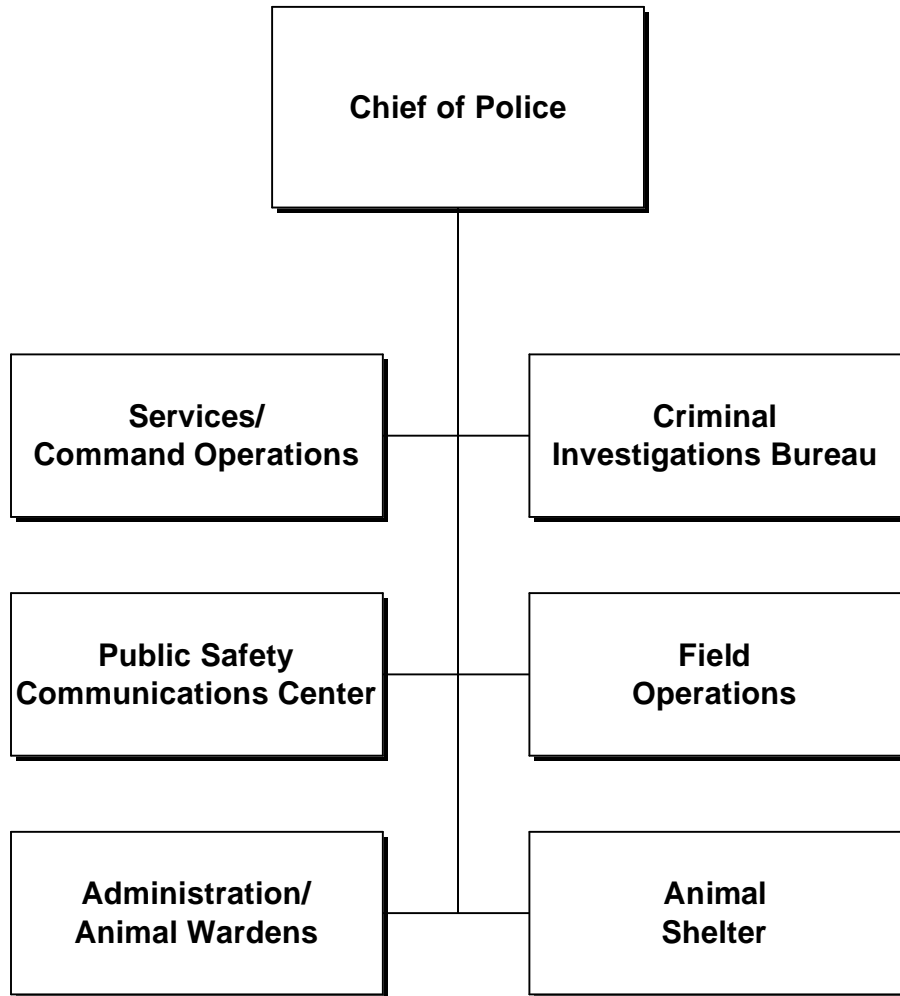 Chief of Police
Services/
Command Operations
Criminal
Investigations Bureau
Public Safety
Communications Center
Field
Operations
Administration/
Animal Wardens
Animal
Shelter